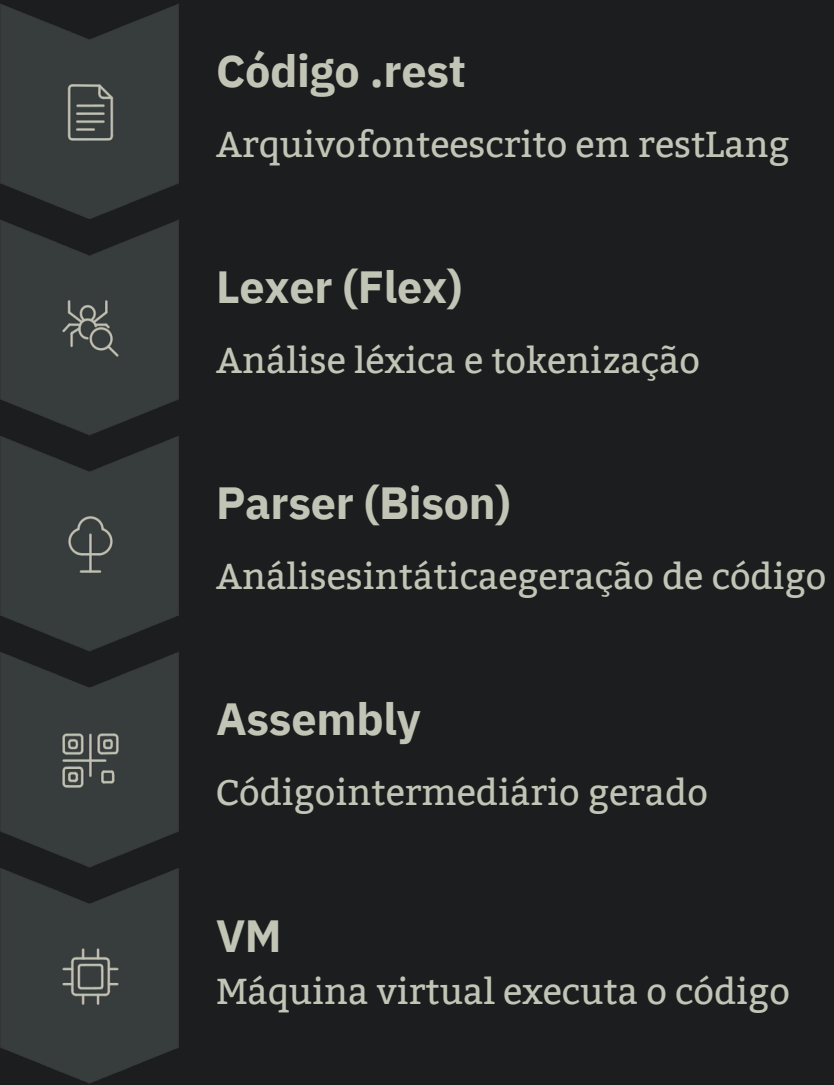 Código .rest
Arquivofonteescrito em restLang
Lexer (Flex)
Análise léxica e tokenização
Parser (Bison)
Análisesintáticaegeração de código
Assembly
Códigointermediário gerado
VM
Máquina virtual executa o código